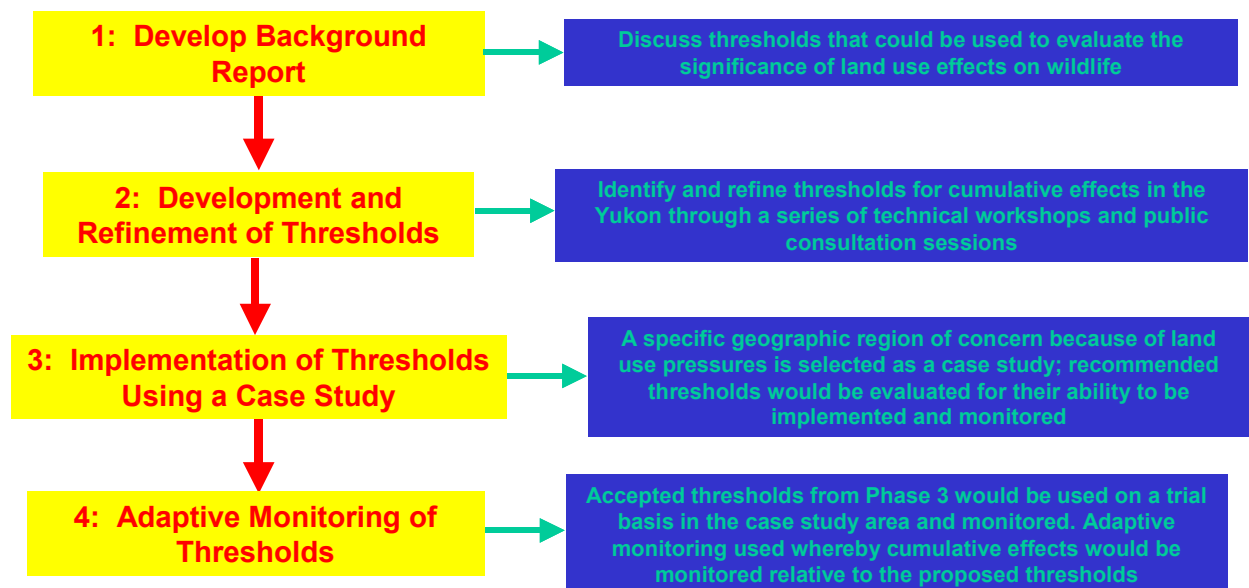 1:  Develop Background
Report
Discuss thresholds that could be used to evaluate the
significance of land use effects on wildlife
2:  Development and
Refinement of Thresholds
Identify and refine thresholds for cumulative effects in the
Yukon through a series of technical workshops and public
consultation sessions
3:  Implementation of Thresholds
Using a Case Study
A specific geographic region of concern because of land
use pressures is selected as a case study; recommended
thresholds would be evaluated for their ability to be
implemented and monitored
4:  Adaptive Monitoring of
Thresholds
Accepted thresholds from Phase 3 would be used on a trial
basis in the case study area and monitored. Adaptive
monitoring used whereby cumulative effects would be
monitored relative to the proposed thresholds